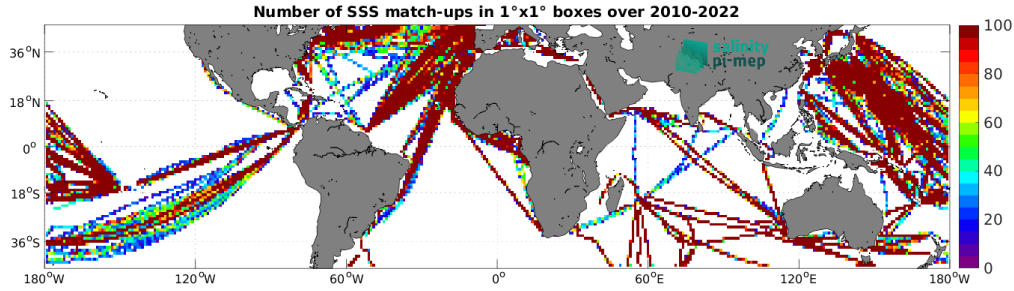 Number of SSS match-ups in 1°x1° boxes over 2010-2022
36°N
18°N
0°
18°S
36°S
180°W
120°W
60°W
0°
60°E
120°E
180°W
salinity
pi-mep
100
80
60
40
20
0